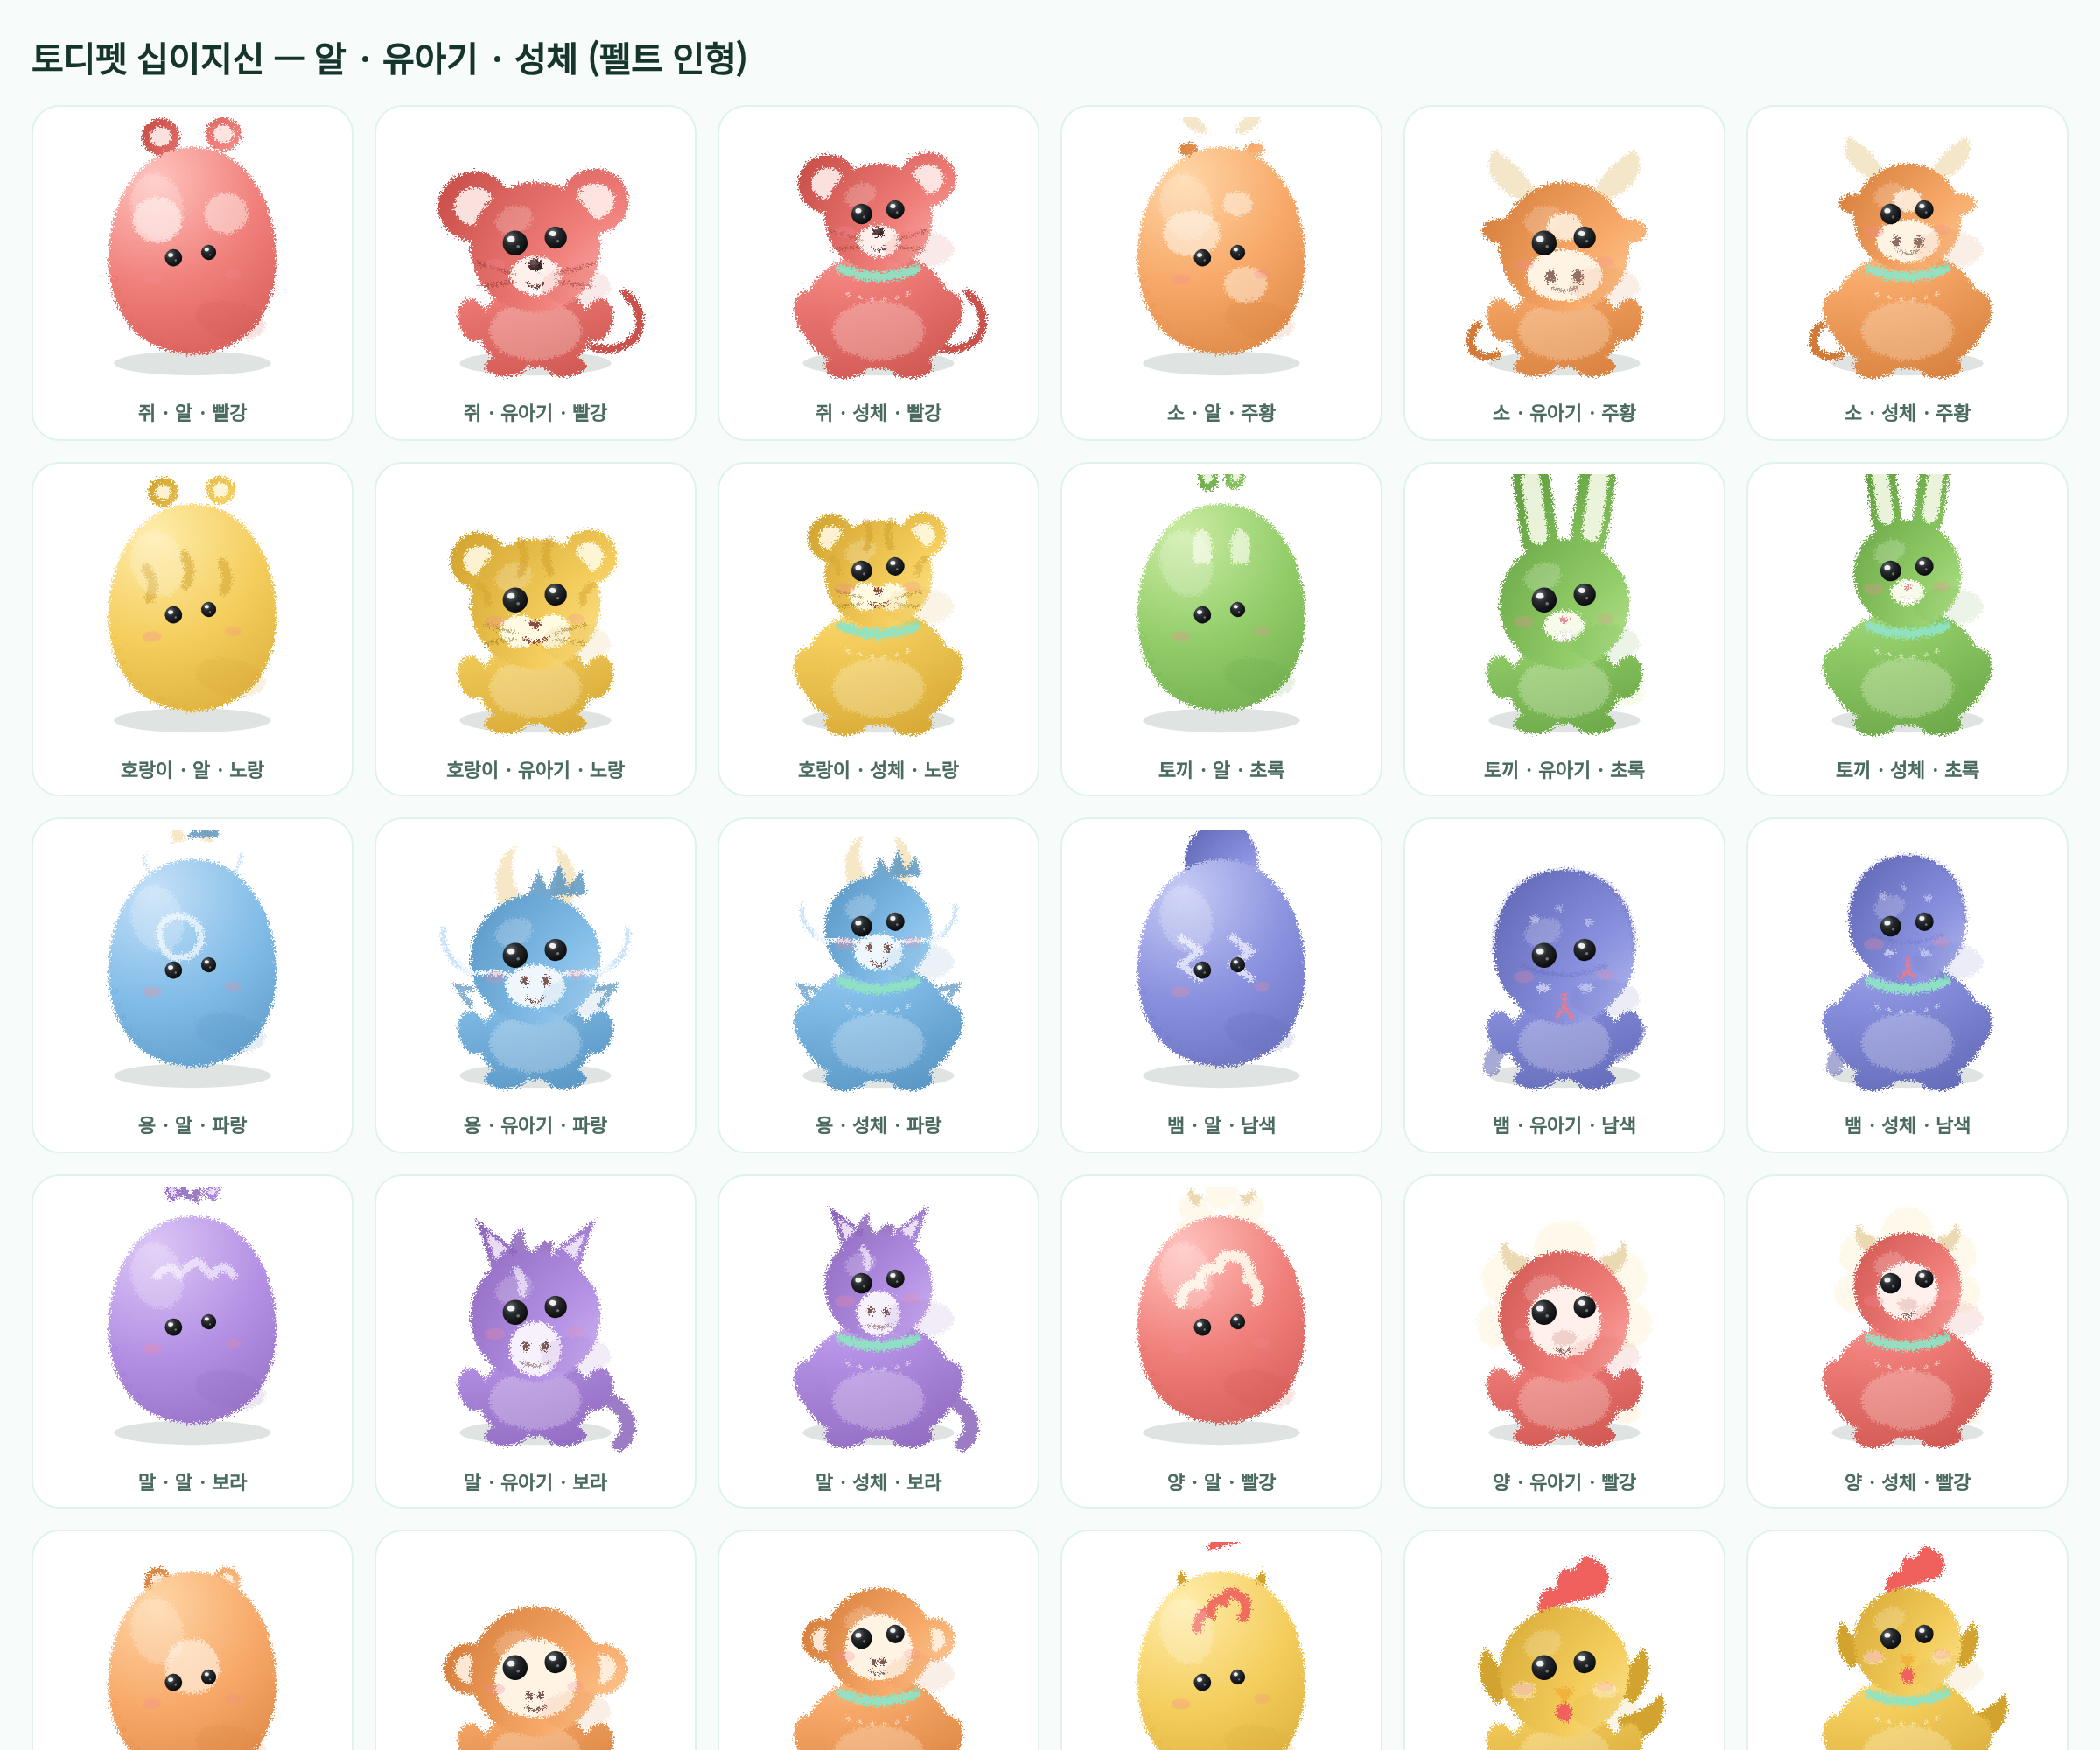 토디펫 십이지신 — 알 · 유아기 · 성체 (펠트 인형)
쥐 · 알 · 빨강
쥐 · 유아기 · 빨강
쥐 · 성체 · 빨강
소 · 알 · 주황
소 · 유아기 · 주황
소 · 성체 · 주황
호랑이 · 알 · 노랑
호랑이 · 유아기 · 노랑
호랑이 · 성체 · 노랑
토끼 · 알 · 초록
토끼 · 유아기 · 초록
토끼 · 성체 · 초록
용 · 알 · 파랑
용 · 유아기 · 파랑
용 · 성체 · 파랑
뱀 · 알 · 남색
뱀 · 유아기 · 남색
뱀 · 성체 · 남색
말 · 알 · 보라
말 · 유아기 · 보라
말 · 성체 · 보라
양 · 알 · 빨강
양 · 유아기 · 빨강
양 · 성체 · 빨강